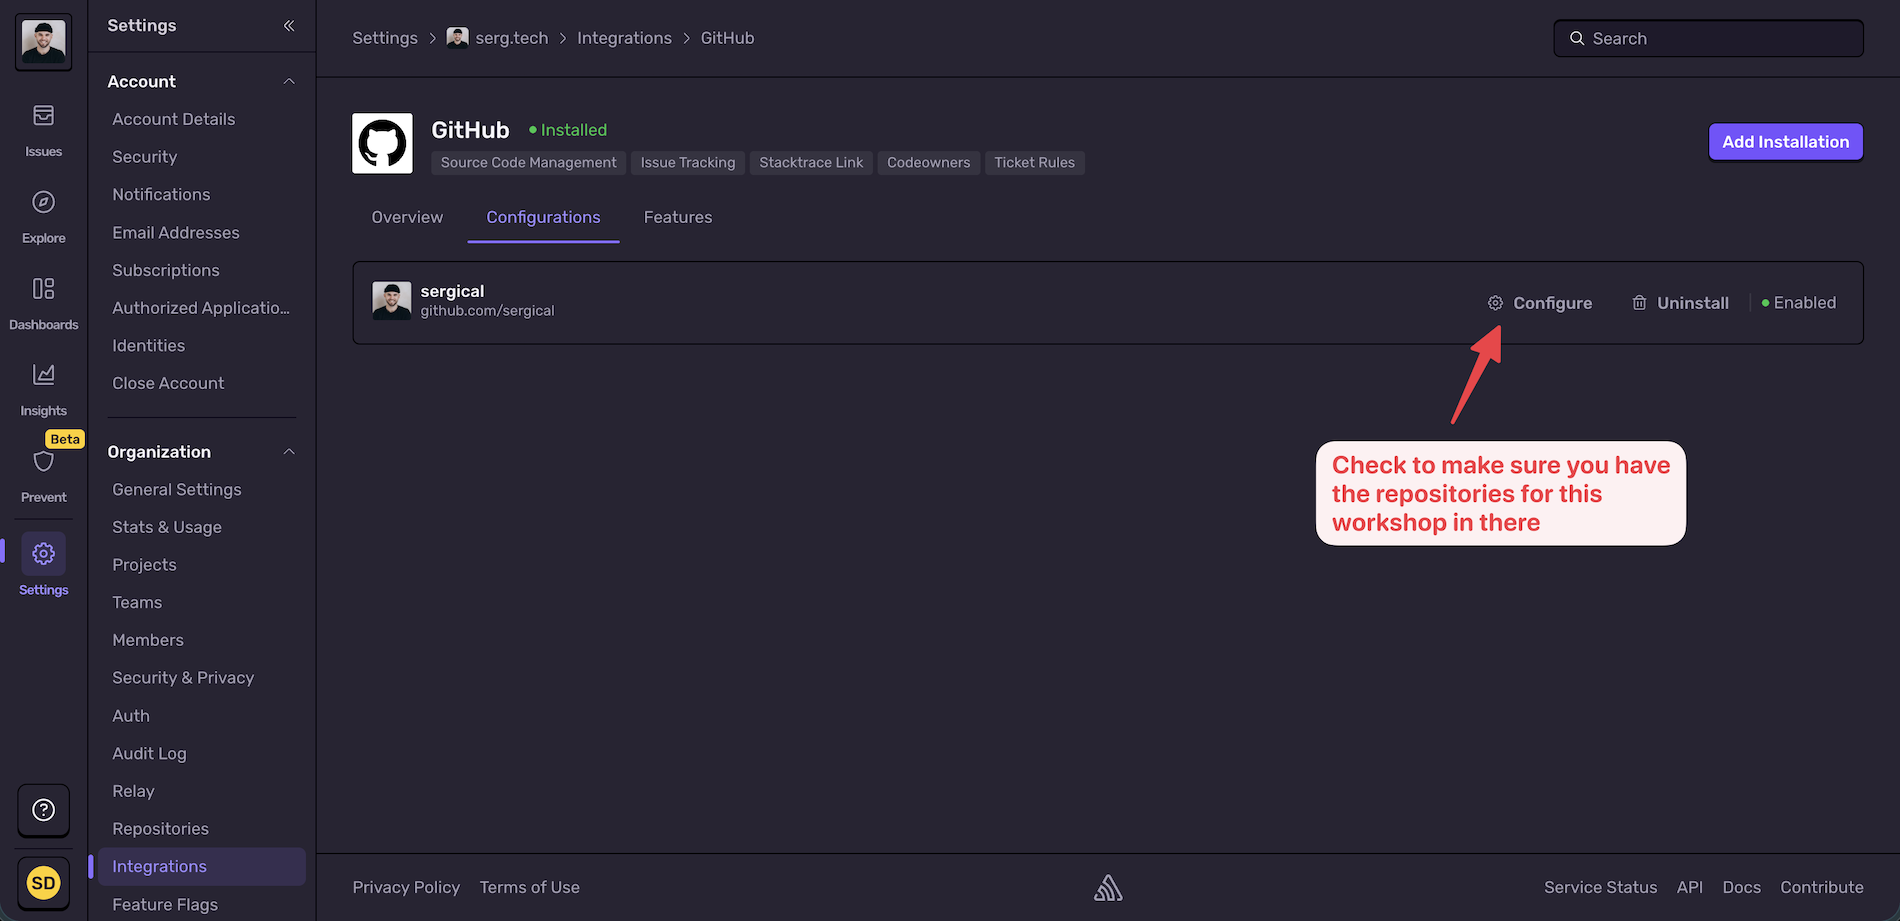 Issues
Explore
Dashboards
Insights
Beta
Prevent
Settings
SD
Settings
Account
Account Details
Security
Notifications
Email Addresses
Subscriptions
Authorized Applicatio...
Identities
Close Account
Organization
General Settings
Stats & Usage
Projects
Teams
Members
Security & Privacy
Auth
Audit Log
Relay
Repositories
Integrations
Feature Flags
Settings > serg.tech > Integrations > GitHub
Search
GitHub Installed
Source Code Management Issue Tracking Stacktrace Link Codeowners Ticket Rules
Add Installation
Overview Configurations Features
sergical
github.com/sergical
Configure Uninstall Enabled
Check to make sure you have
the repositories for this
workshop in there
Privacy Policy Terms of Use
Service Status API Docs Contribute